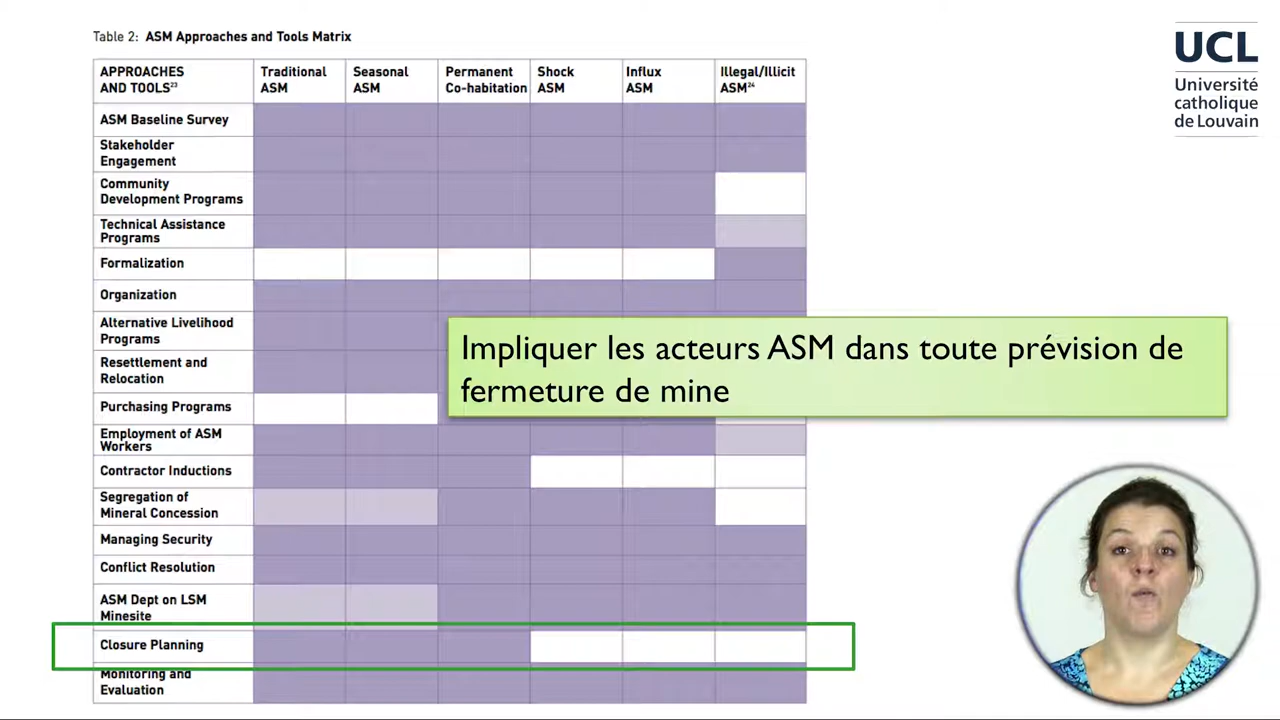 Table 2: ASM Approaches and Tools Matrix
APPROACHES
AND TOOLS²³
Traditional
ASM
Seasonal
ASM
Permanent
Co-habitation
Shock
ASM
Influx
ASM
Illegal/Illicit
ASM²⁴
ASM Baseline Survey
Stakeholder
Engagement
Community
Development Programs
Technical Assistance
Programs
Formalization
Organization
Alternative Livelihood
Programs
Resettlement and
Relocation
Purchasing Programs
Employment of ASM
Workers
Contractor Inductions
Segregation of
Mineral Concession
Managing Security
Conflict Resolution
ASM Dept on LSM
Minesite
Closure Planning
Monitoring and
Evaluation
Impliquer les acteurs ASM dans toute prévision de
fermeture de mine
UCL
Université
catholique
de Louvain